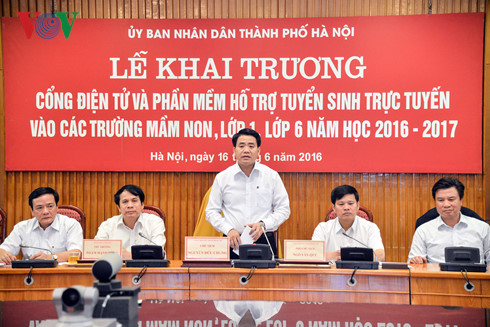 VOV
ỦY BAN NHÂN DÂN THÀNH PHỐ HÀ NỘI
LỄ KHAI TRƯƠNG
CỔNG ĐIỆN TỬ VÀ PHẦN MỀM HỖ TRỢ TUYỂN SINH TRỰC TUYẾN
VÀO CÁC TRƯỜNG MẦM NON, LỚP 1, LỚP 6 NĂM HỌC 2016 - 2017
Hà Nội, ngày 16 6 năm 2016